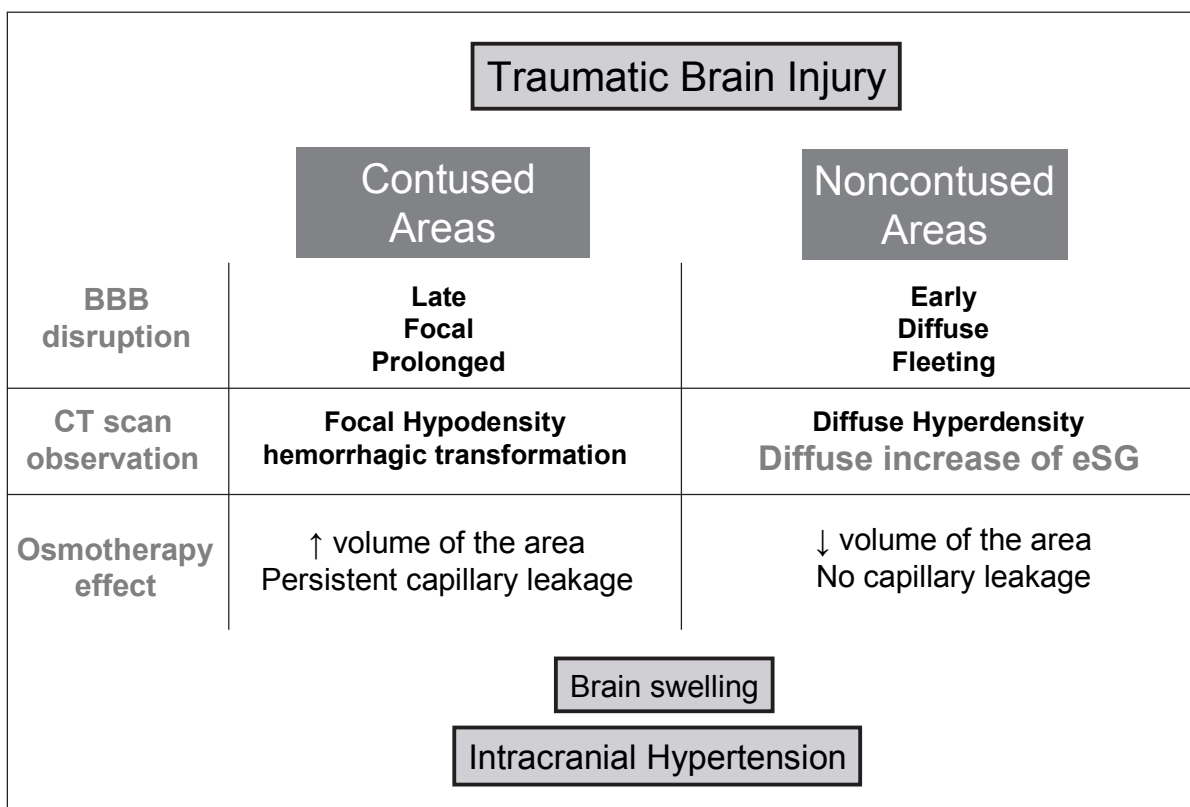 Traumatic Brain Injury
Contused
Areas
Noncontused
Areas
BBB
disruption
Late
Focal
Prolonged
Early
Diffuse
Fleeting
CT scan
observation
Focal Hypodensity
hemorrhagic transformation
Diffuse Hyperdensity
Diffuse increase of eSG
Osmotherapy
effect
↑ volume of the area
Persistent capillary leakage
↓ volume of the area
No capillary leakage
Brain swelling
Intracranial Hypertension